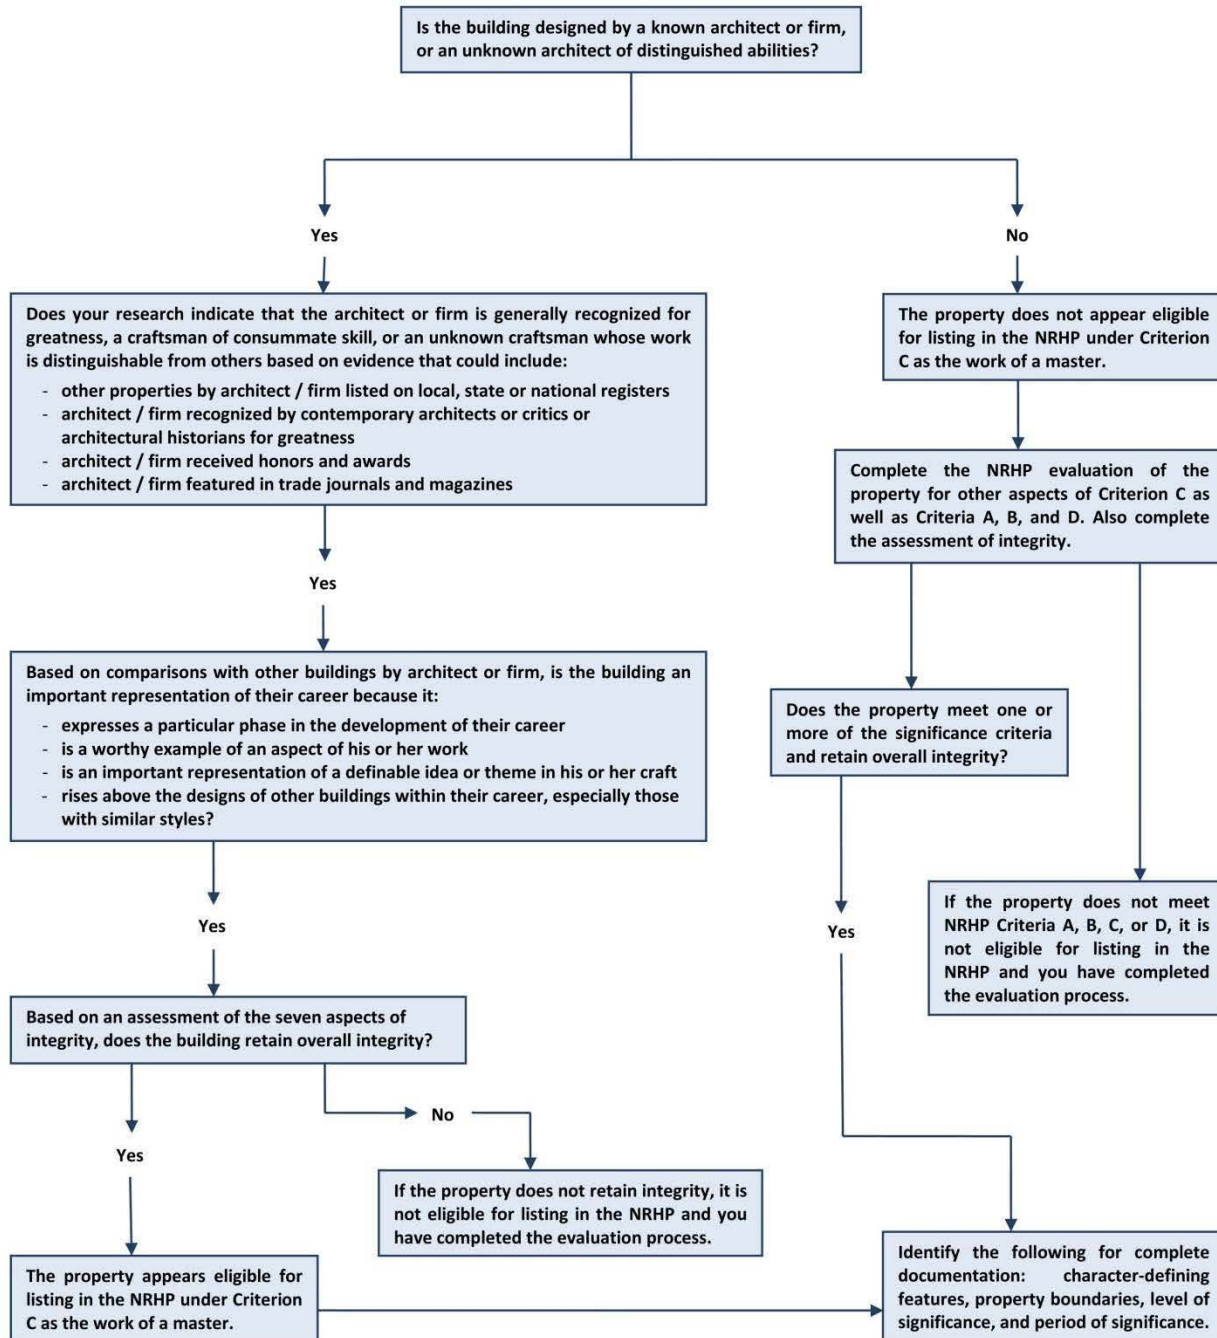 Is the building designed by a known architect or firm,
or an unknown architect of distinguished abilities?
Yes
No
Does your research indicate that the architect or firm is generally recognized for
greatness, a craftsman of consummate skill, or an unknown craftsman whose work
is distinguishable from others based on evidence that could include:
- other properties by architect / firm listed on local, state or national registers
- architect / firm recognized by contemporary architects or critics or
architectural historians for greatness
- architect / firm received honors and awards
- architect / firm featured in trade journals and magazines
The property does not appear eligible
for listing in the NRHP under Criterion
C as the work of a master.
Complete the NRHP evaluation of the
property for other aspects of Criterion C as
well as Criteria A, B, and D. Also complete
the assessment of integrity.
Yes
Based on comparisons with other buildings by architect or firm, is the building an
important representation of their career because it:
- expresses a particular phase in the development of their career
- is a worthy example of an aspect of his or her work
- is an important representation of a definable idea or theme in his or her craft
- rises above the designs of other buildings within their career, especially those
with similar styles?
Does the property meet one or
more of the significance criteria
and retain overall integrity?
Yes
Yes
If the property does not meet
NRHP Criteria A, B, C, or D, it is
not eligible for listing in the
NRHP and you have completed
the evaluation process.
Based on an assessment of the seven aspects of
integrity, does the building retain overall integrity?
No
Yes
If the property does not retain integrity, it is
not eligible for listing in the NRHP and you
have completed the evaluation process.
The property appears eligible for
listing in the NRHP under Criterion
C as the work of a master.
Identify the following for complete
documentation: character-defining
features, property boundaries, level of
significance, and period of significance.